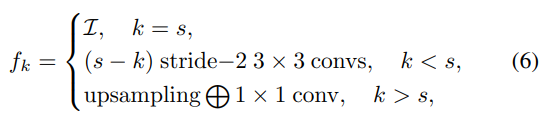 I, k = s,
f_k = { (s − k) stride−2 3 × 3 convs, k < s, (6)
upsampling ⊕ 1 × 1 conv, k > s,